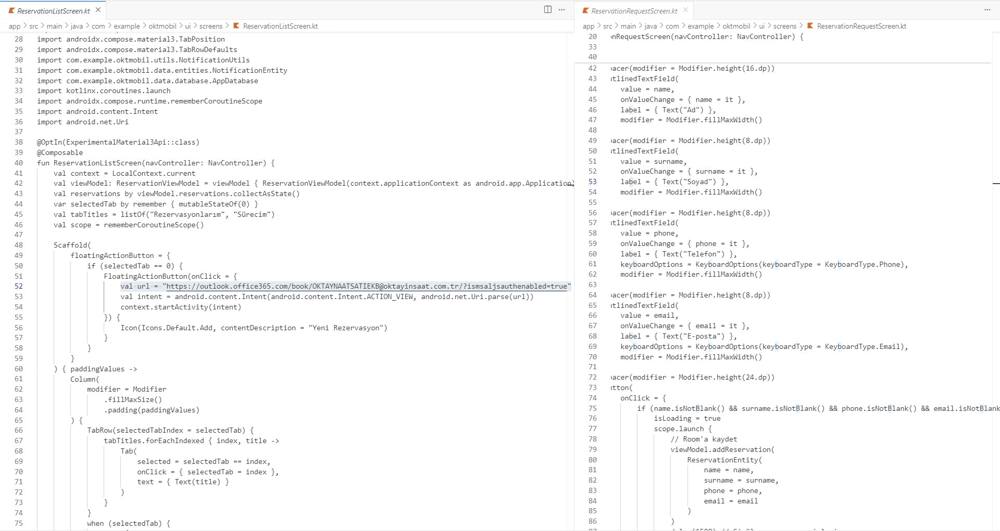 ReservationListScreen.kt
app > src > main > java > com > example > oktmobil > ui > screens > ReservationListScreen.kt
28 import androidx.compose.material3.TabPosition
29 import androidx.compose.material3.TabRowDefaults
30 import com.example.oktmobil.utils.NotificationUtils
31 import com.example.oktmobil.data.entities.NotificationEntity
32 import com.example.oktmobil.data.database.AppDatabase
33 import kotlinx.coroutines.launch
34 import androidx.compose.runtime.rememberCoroutineScope
35 import android.content.Intent
36 import android.net.Uri
37
38 @OptIn(ExperimentalMaterial3Api::class)
39 @Composable
40 fun ReservationListScreen(navController: NavController) {
41 val context = LocalContext.current
42 val viewModel: ReservationViewModel = viewModel { ReservationViewModel(context.applicationContext as android.app.Application)
43 val reservations by viewModel.reservations.collectAsState()
44 var selectedTab by remember { mutableStateOf(0) }
45 val tabTitles = listOf("Rezervasyonlarım", "Sürecim")
46 val scope = rememberCoroutineScope()
47
48 Scaffold(
49 floatingActionButton = {
50 if (selectedTab == 0) {
51 FloatingActionButton(onClick = {
52 val url = "https://outlook.office365.com/book/OKTAYNAATSATIEKB@oktayinsaat.com.tr/?ismsaljsauthenabled=true"
53 val intent = android.content.Intent(android.content.Intent.ACTION_VIEW, android.net.Uri.parse(url))
54 context.startActivity(intent)
55 }) {
56 Icon(Icons.Default.Add, contentDescription = "Yeni Rezervasyon")
57 }
58 }
59 }
60 ) { paddingValues ->
61 Column(
62 modifier = Modifier
63 .fillMaxSize()
64 .padding(paddingValues)
65 ) {
66 TabRow(selectedTabIndex = selectedTab) {
67 tabTitles.forEachIndexed { index, title ->
68 Tab(
69 selected = selectedTab == index,
70 onClick = { selectedTab = index },
71 text = { Text(title) }
72 )
73 }
74 }
75 when (selectedTab) {
ReservationRequestScreen.kt
app > src > main > java > com > example > oktmobil > ui > screens > ReservationRequestScreen.kt
20 nRequestScreen(navController: NavController) {
33
40
42 acer(modifier = Modifier.height(16.dp))
43 tlinedTextField(
44 value = name,
45 onValueChange = { name = it },
46 label = { Text("Ad") },
47 modifier = Modifier.fillMaxWidth()
48
49 acer(modifier = Modifier.height(8.dp))
50 tlinedTextField(
51 value = surname,
52 onValueChange = { surname = it },
53 label = { Text("Soyad") },
54 modifier = Modifier.fillMaxWidth()
55
56 acer(modifier = Modifier.height(8.dp))
57 tlinedTextField(
58 value = phone,
59 onValueChange = { phone = it },
60 label = { Text("Telefon") },
61 keyboardOptions = KeyboardOptions(keyboardType = KeyboardType.Phone),
62 modifier = Modifier.fillMaxWidth()
63
64 acer(modifier = Modifier.height(8.dp))
65 tlinedTextField(
66 value = email,
67 onValueChange = { email = it },
68 label = { Text("E-posta") },
69 keyboardOptions = KeyboardOptions(keyboardType = KeyboardType.Email),
70 modifier = Modifier.fillMaxWidth()
71
72 acer(modifier = Modifier.height(24.dp))
73 tton(
74 onClick = {
75 if (name.isNotBlank() && surname.isNotBlank() && phone.isNotBlank() && email.isNotBlank
76 isLoading = true
77 scope.launch {
78 // Room'a kaydet
79 viewModel.addReservation(
80 ReservationEntity(
81 name = name,
82 surname = surname,
83 phone = phone,
84 email = email
85 )
86 )